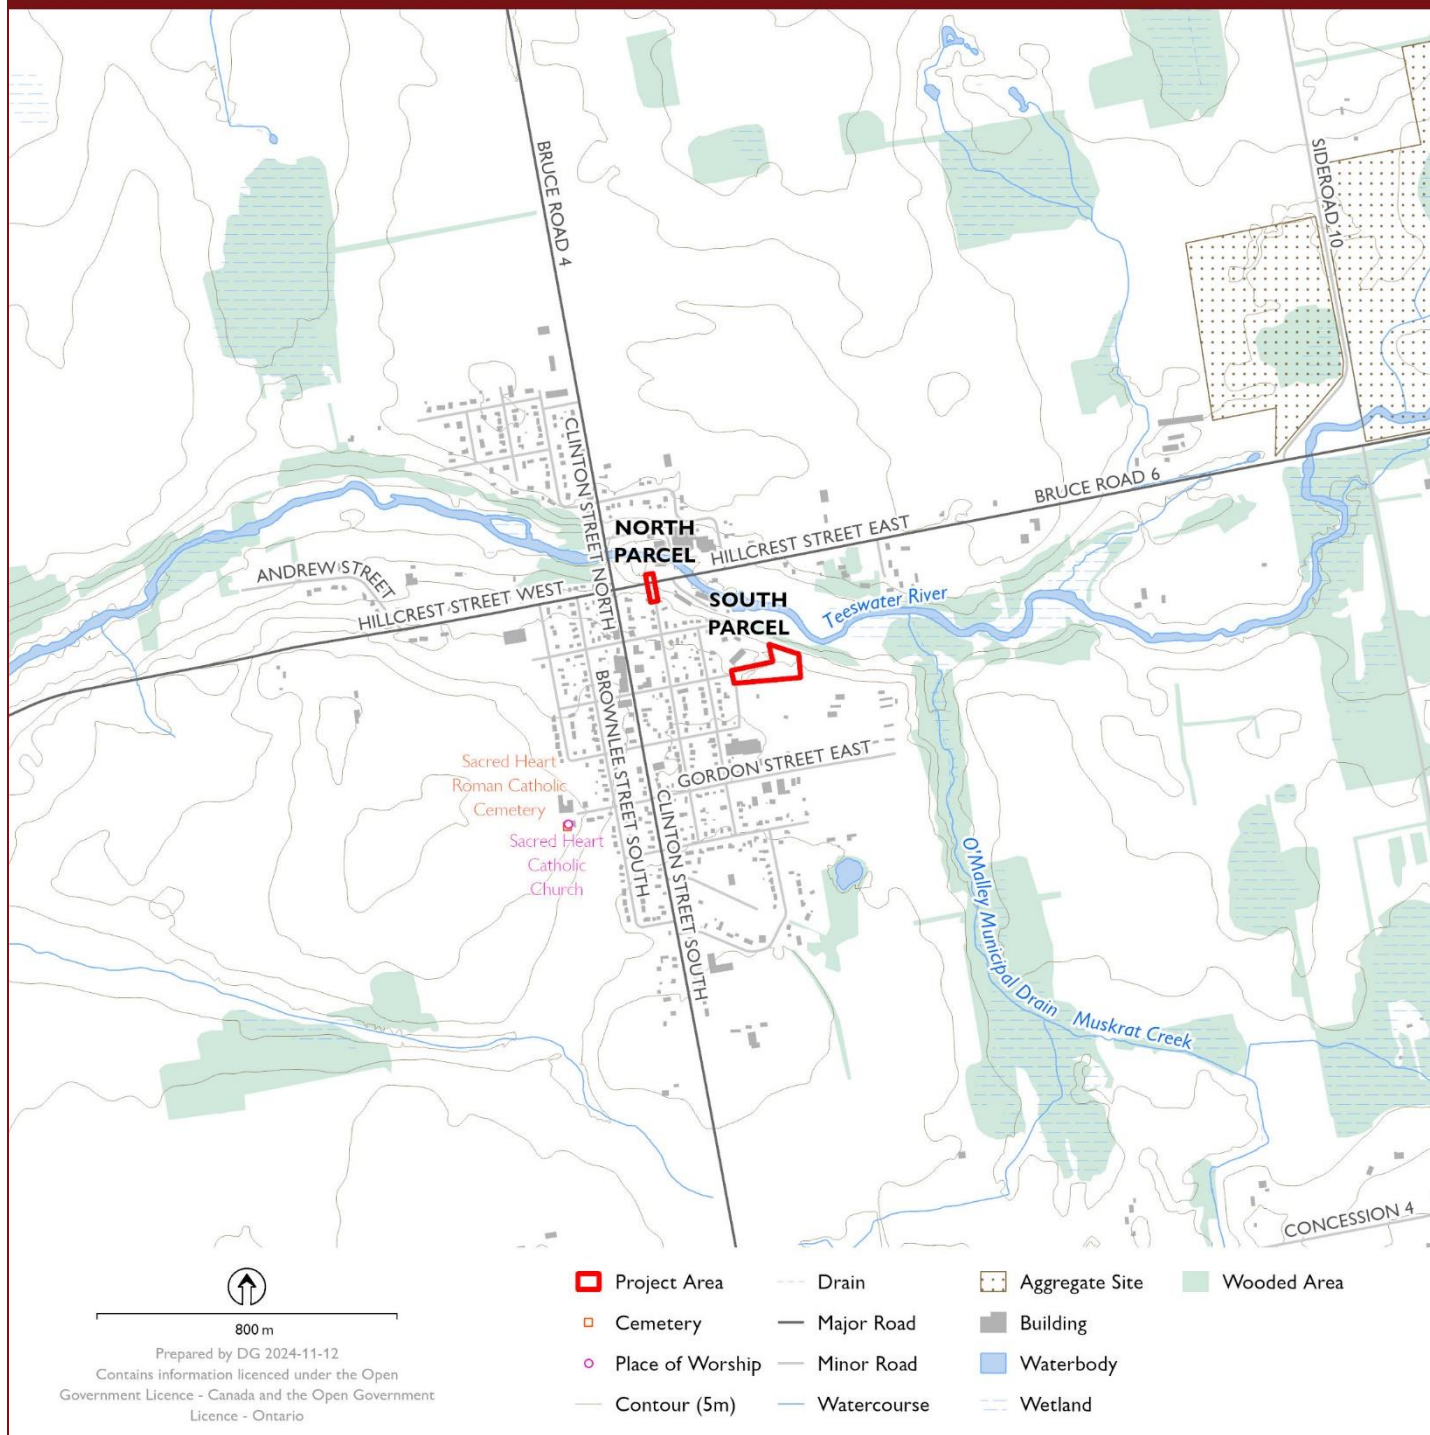 BRUCE ROAD 4
SIDEROAD 10
CLINTON STREET NORTH
BRUCE ROAD 6
NORTH
PARCEL
HILLCREST STREET EAST
ANDREW STREET
HILLCREST STREET WEST
SOUTH
PARCEL
Teeswater River
BROWNLEE STREET SOUTH
Sacred Heart
Roman Catholic
Cemetery
GORDON STREET EAST
CLINTON STREET SOUTH
Sacred Heart
Catholic
Church
O'Malley Municipal Drain
Muskrat Creek
CONCESSION 4
800 m
Prepared by DG 2024-11-12
Contains information licenced under the Open
Government Licence - Canada and the Open Government
Licence - Ontario
Project Area
Cemetery
Place of Worship
Contour (5m)
Drain
Major Road
Minor Road
Watercourse
Aggregate Site
Building
Waterbody
Wetland
Wooded Area